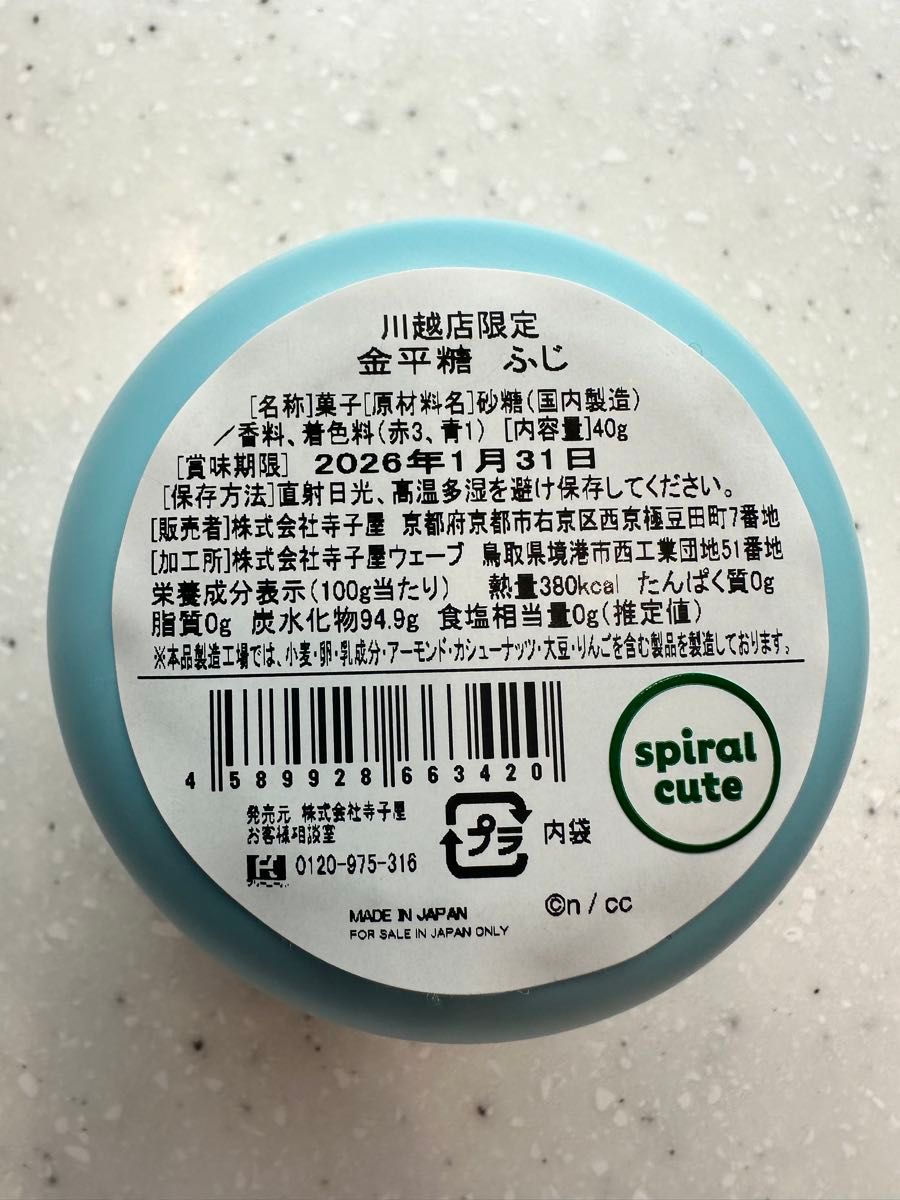 川越店限定
金平糖 ふじ
[名称]菓子[原材料名]砂糖(国内製造)
/香料、着色料(赤3、青1) [内容量]40g
[賞味期限] 2026年1月31日
[保存方法]直射日光、高温多湿を避け保存してください。
[販売者]株式会社寺子屋 京都府京都市右京区西京極豆田町7番地
[加工所]株式会社寺子屋ウェーブ 鳥取県境港市西工業団地51番地
栄養成分表示(100g当たり) 熱量380kcal たんぱく質0g
脂質0g 炭水化物94.9g 食塩相当量0g(推定値)
※本品製造工場では、小麦・卵・乳成分・アーモンド・カシューナッツ・大豆・りんごを含む製品を製造しております。
4 589928 663420
spiral
cute
発売元 株式会社寺子屋
お客様相談室
0120-975-316
プラ 内袋
©n / cc
MADE IN JAPAN
FOR SALE IN JAPAN ONLY